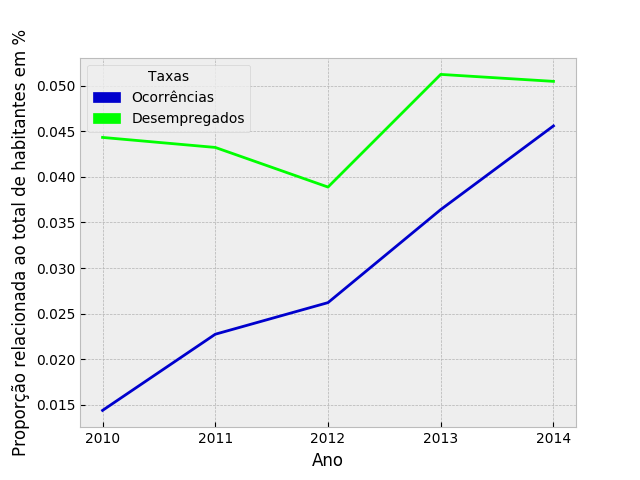 Proporção relacionada ao total de habitantes em %
0.050
0.045
0.040
0.035
0.030
0.025
0.020
0.015
Taxas
Ocorrências
Desempregados
2010 2011 2012 2013 2014
Ano